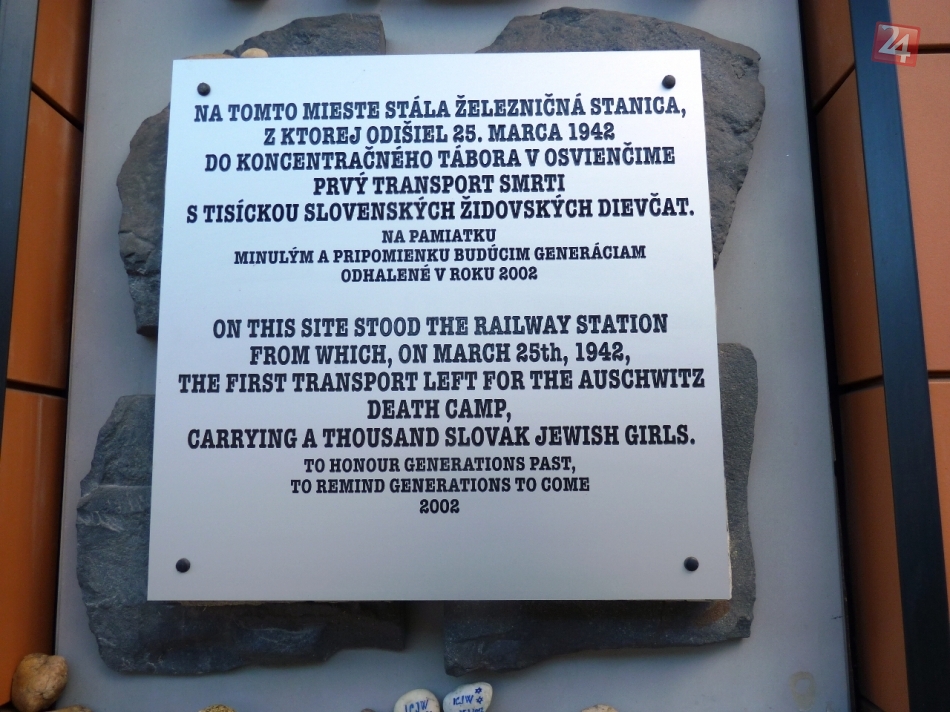 24
NA TOMTO MIESTE STÁLA ŽELEZNIČNÁ STANICA,
Z KTOREJ ODIŠIEL 25. MARCA 1942
DO KONCENTRAČNÉHO TÁBORA V OSVIENČIME
PRVÝ TRANSPORT SMRTI
S TISÍCKOU SLOVENSKÝCH ŽIDOVSKÝCH DIEVČAT.
NA PAMIATKU
MINULÝM A PRIPOMIENKU BUDÚCIM GENERÁCIAM
ODHALENÉ V ROKU 2002
ON THIS SITE STOOD THE RAILWAY STATION
FROM WHICH, ON MARCH 25th, 1942,
THE FIRST TRANSPORT LEFT FOR THE AUSCHWITZ
DEATH CAMP,
CARRYING A THOUSAND SLOVAK JEWISH GIRLS.
TO HONOUR GENERATIONS PAST,
TO REMIND GENERATIONS TO COME
2002
ICJW ICJW